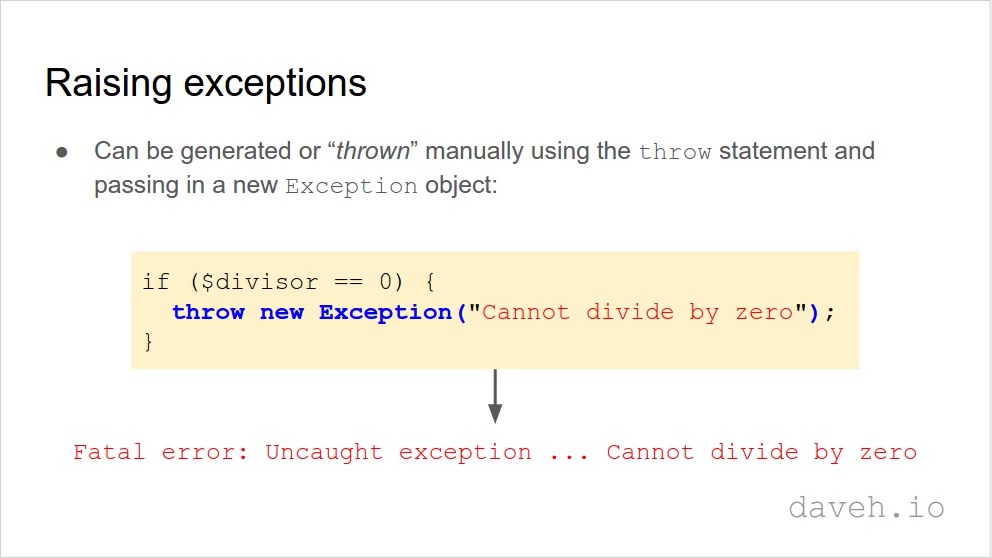 Raising exceptions
● Can be generated or “thrown” manually using the throw statement and
passing in a new Exception object:
if ($divisor == 0) {
  throw new Exception("Cannot divide by zero");
}
Fatal error: Uncaught exception ... Cannot divide by zero
daveh.io